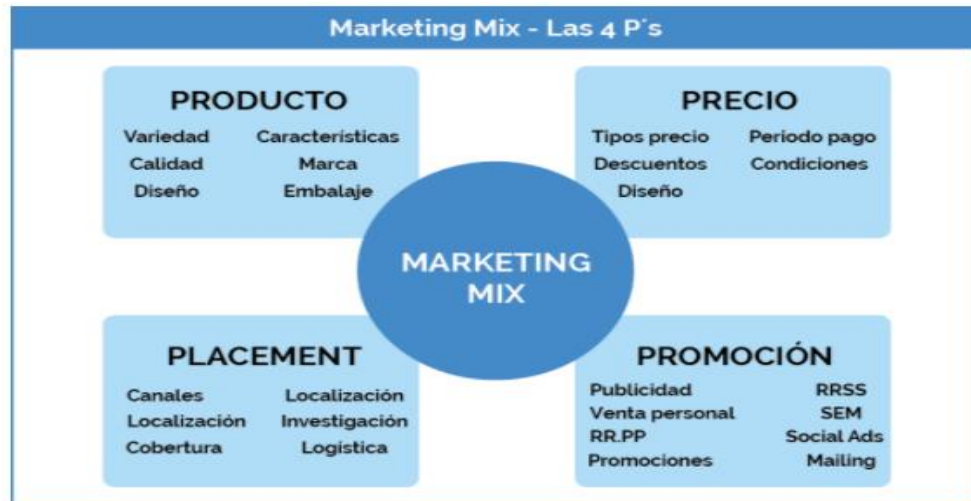 Marketing Mix - Las 4 P´s
PRODUCTO
Variedad Características
Calidad Marca
Diseño Embalaje
PRECIO
Tipos precio Periodo pago
Descuentos Condiciones
Diseño
MARKETING
MIX
PLACEMENT
Canales Localización
Localización Investigación
Cobertura Logística
PROMOCIÓN
Publicidad RRSS
Venta personal SEM
RR.PP Social Ads
Promociones Mailing